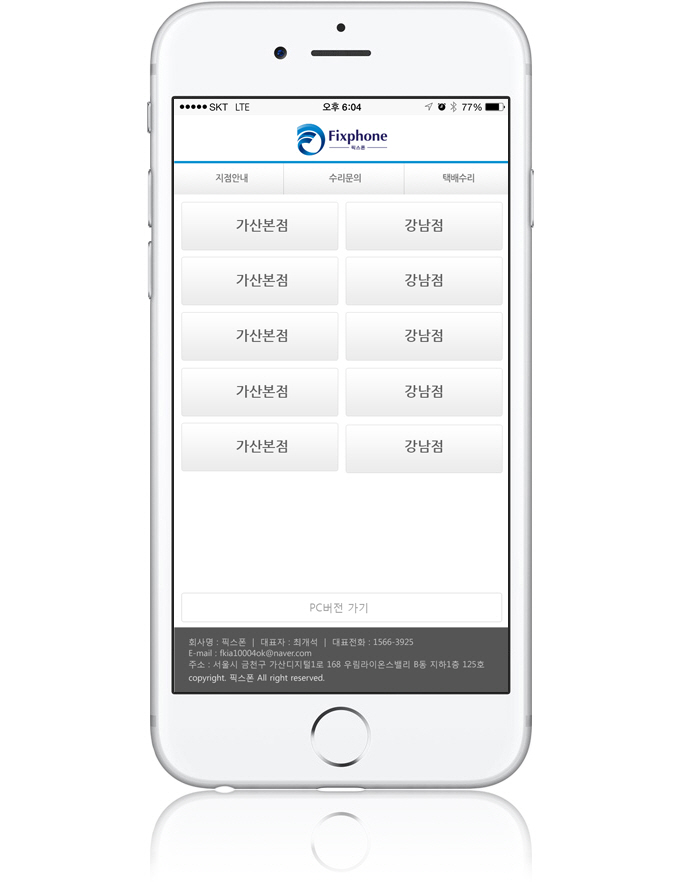 SKT LTE 오후 6:04 77%
Fixphone
픽스폰
지점안내 수리문의 택배수리
가산본점 강남점
가산본점 강남점
가산본점 강남점
가산본점 강남점
가산본점 강남점
PC버전 가기
회사명 : 픽스폰 | 대표자 : 최개석 | 대표전화 : 1566-3925
E-mail : fkia10004ok@naver.com
주소 : 서울시 금천구 가산디지털1로 168 우림라이온스밸리 B동 지하1층 125호
copyright. 픽스폰 All right reserved.